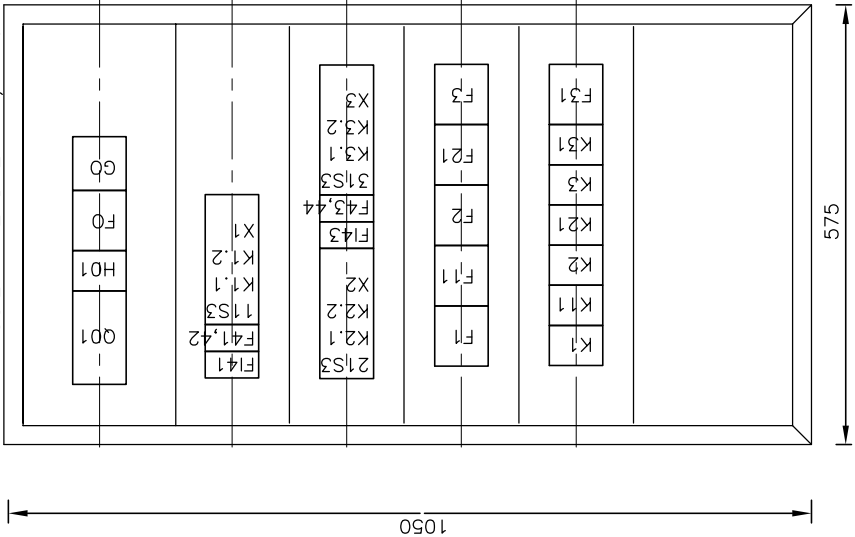 1050
575
K1
K11
K2
K21
K3
K31
F31
F1
F11
F2
F21
F3
21S3
K2.1
K2.2
X2
FI43
F43,44
31S3
K3.1
K3.2
X3
FI41
F41,42
11S3
K1.1
K1.2
X1
Q01
H01
F0
G0